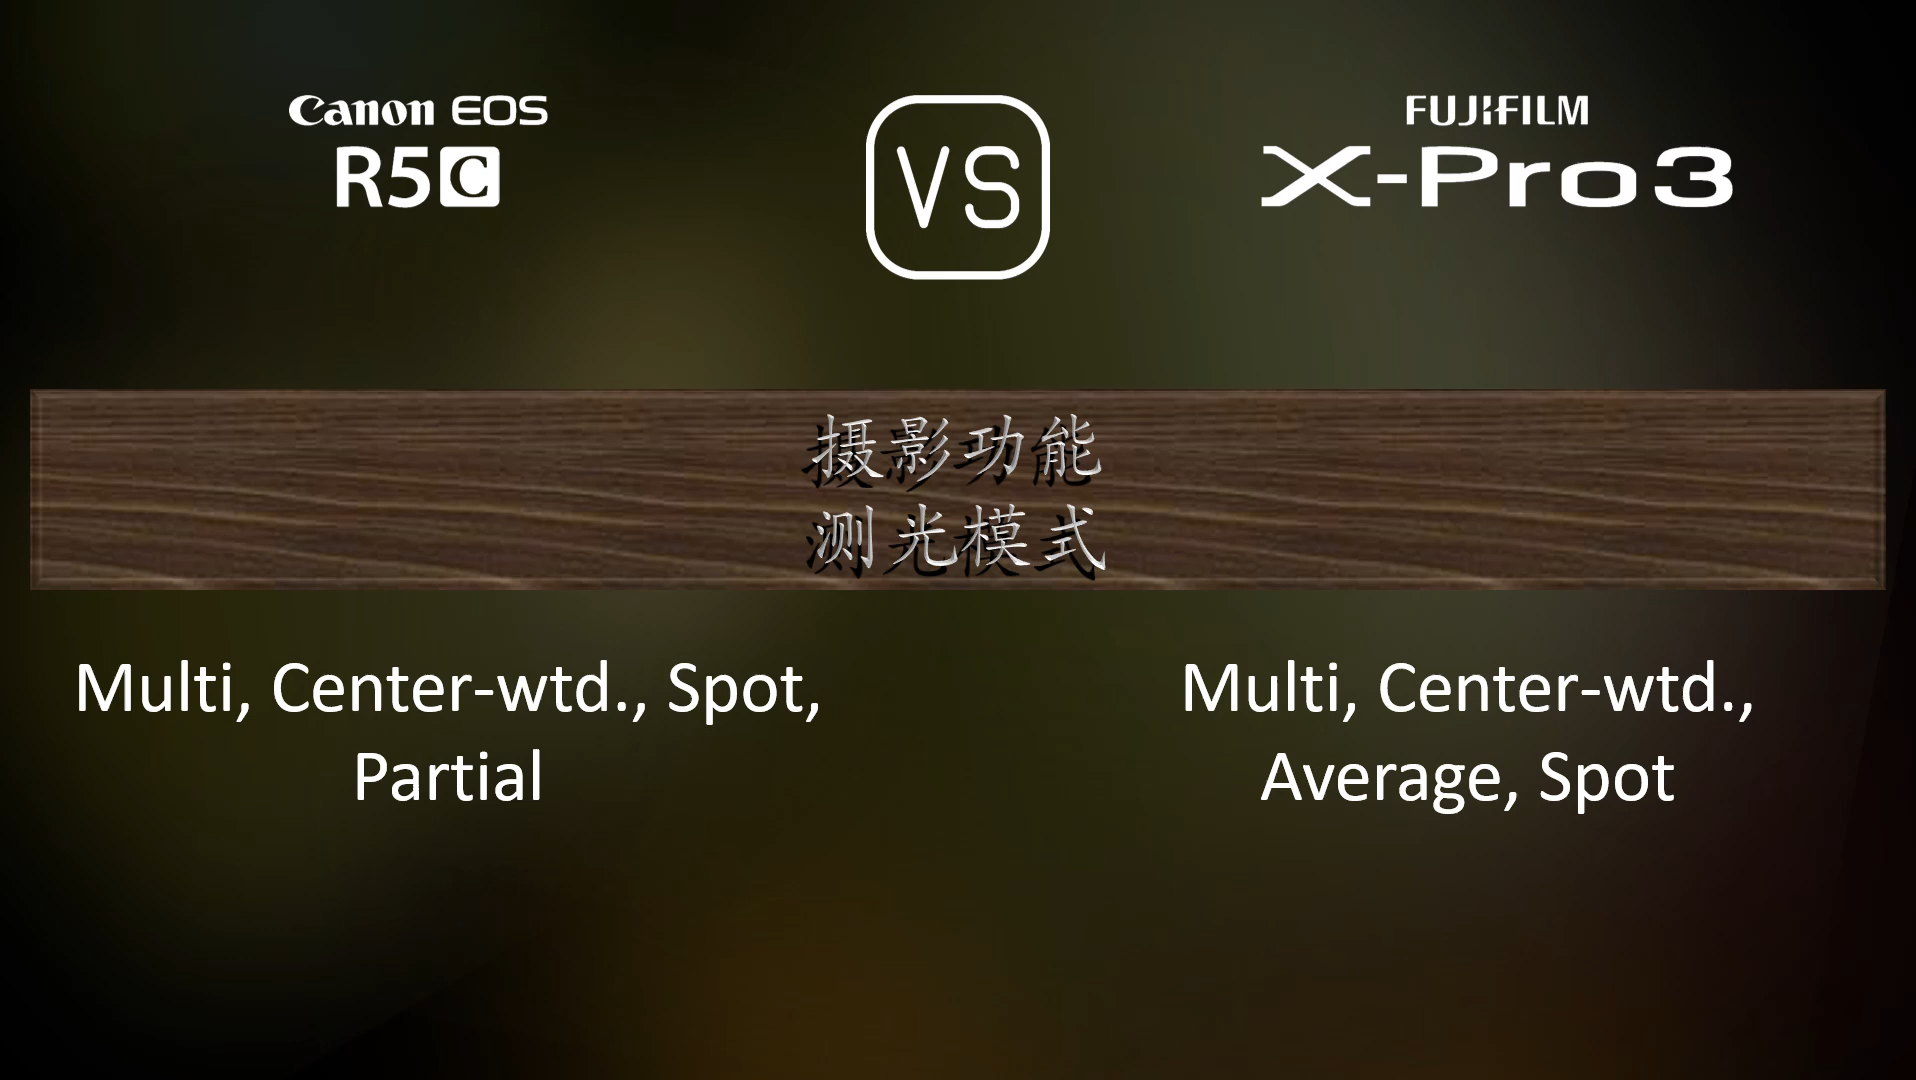 Canon EOS
R5 C
VS
FUJIFILM
X-Pro3
摄影功能
测光模式
Multi, Center-wtd., Spot,
Partial
Multi, Center-wtd.,
Average, Spot